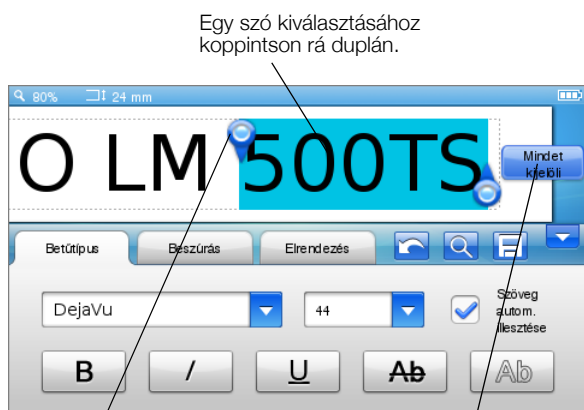 Egy szó kiválasztásához
koppintson rá duplán.
80% 24 mm
O LM 500TS
Mindet
kijelöli
Betűtípus Beszúrás Elrendezés
DejaVu 44 Szöveg
autom.
illesztése
B I U Ab Ab